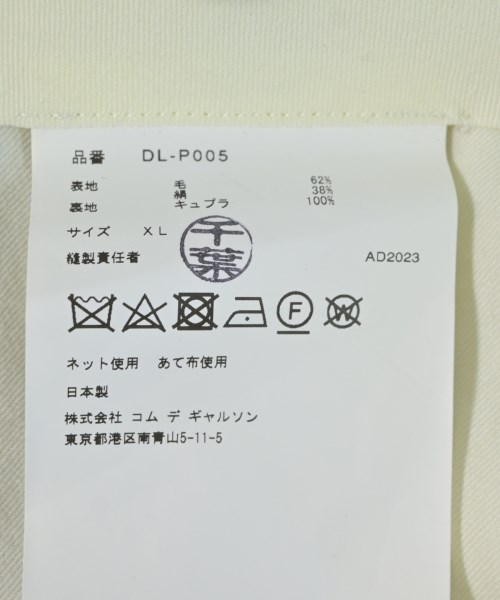 品番 DL-P005
表地 毛 62%
絹 38%
裏地 キュプラ 100%
サイズ XL
千葉
縫製責任者 AD2023
F W
ネット使用 あて布使用
日本製
株式会社 コム デ ギャルソン
東京都港区南青山5-11-5